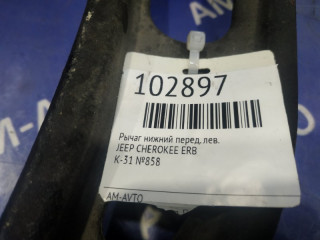 102897
Рычаг нижний перед. лев.
JEEP CHEROKEE ERB
К-31 №858
AM-AVTO